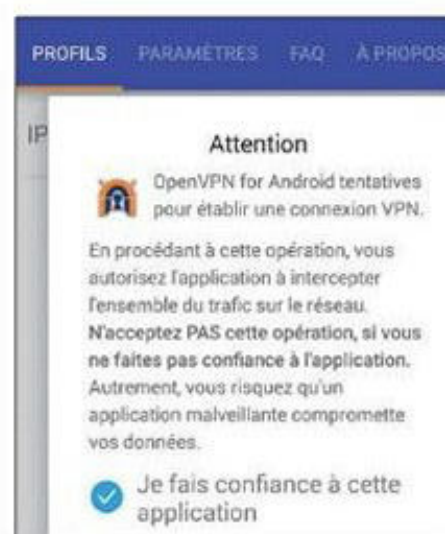 PROFILS PARAMÈTRES FAQ À PROPOS
IP
Attention
OpenVPN for Android tentatives
pour établir une connexion VPN.
En procédant à cette opération, vous
autorisez l'application à intercepter
l'ensemble du trafic sur le réseau.
N'acceptez PAS cette opération, si vous
ne faites pas confiance à l'application.
Autrement, vous risquez qu'un
application malveillante compromette
vos données.
Je fais confiance à cette
application